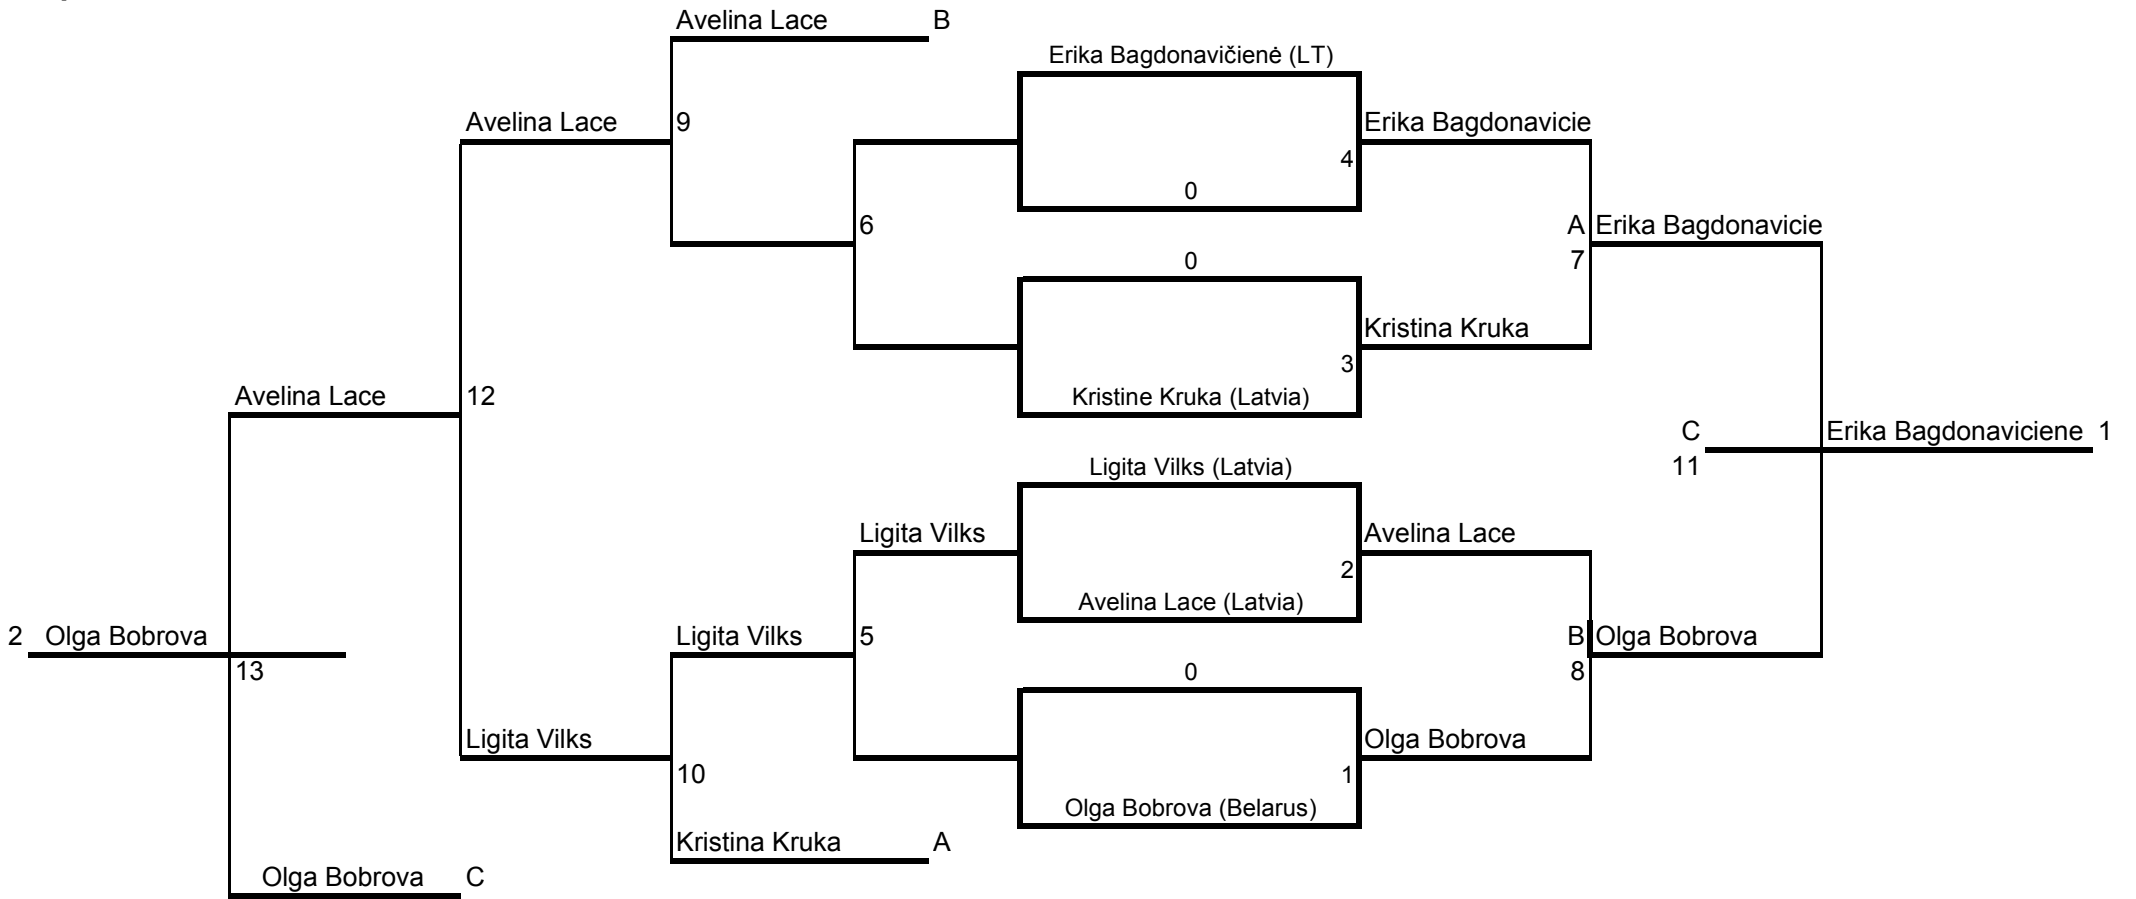 Avelina Lace B
Erika Bagdonavičienė (LT)
Avelina Lace 9 Erika Bagdonavicie
4
0
6 A Erika Bagdonavicie
0 7
Kristina Kruka
3
Avelina Lace 12 Kristine Kruka (Latvia)
C Erika Bagdonaviciene 1
Ligita Vilks (Latvia) 11
Ligita Vilks Avelina Lace
2
Avelina Lace (Latvia)
2 Olga Bobrova Ligita Vilks 5 B Olga Bobrova
13 0 8
Ligita Vilks Olga Bobrova
10 1
Olga Bobrova (Belarus)
Kristina Kruka A
Olga Bobrova C